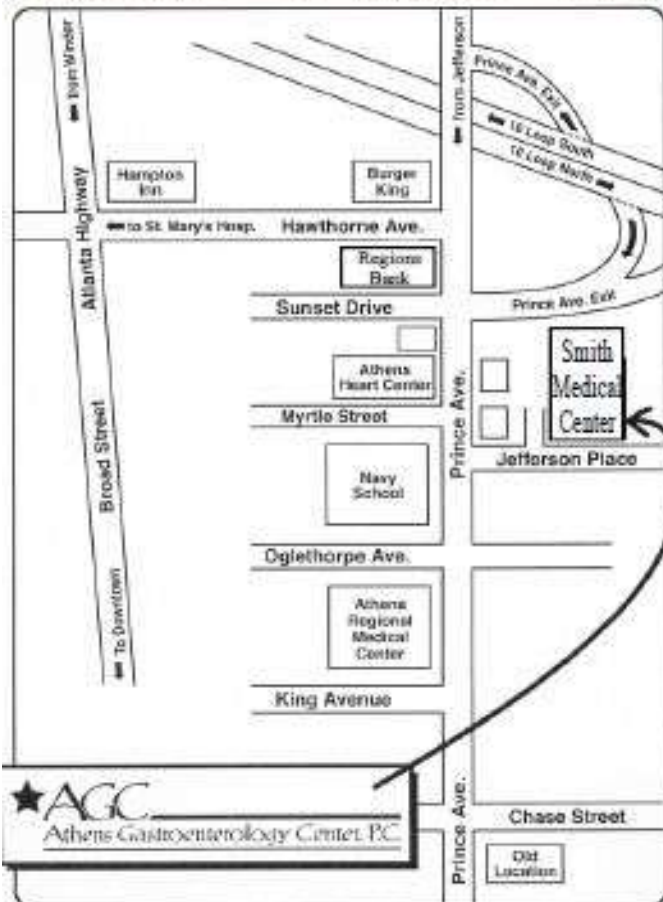 from Winder
from Jefferson
Prince Ave. Exit
10 Loop South
10 Loop North
Hampton
Inn
Burger
King
Atlanta Highway
to St. Mary's Hosp.
Hawthorne Ave.
Regions
Bank
Prince Ave. Exit
Sunset Drive
Athens
Heart Center
Smith
Medical
Center
Prince Ave.
Myrtle Street
Jefferson Place
Broad Street
Navy
School
Oglethorpe Ave.
To Downtown
Athens
Regional
Medical
Center
King Avenue
AGC
Athens Gastroenterology Center, P.C.
Prince Ave.
Chase Street
Old
Location